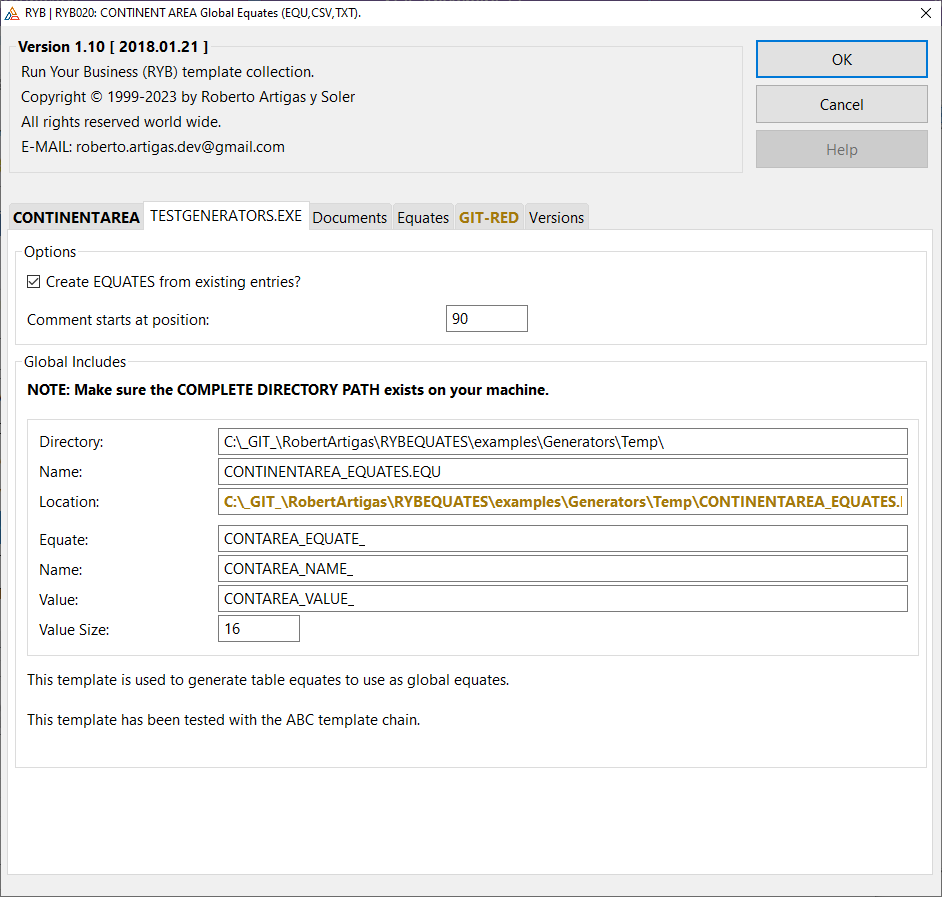 RYB | RYB020: CONTINENT AREA Global Equates (EQU,CSV,TXT).
Version 1.10 [ 2018.01.21 ]
Run Your Business (RYB) template collection.
Copyright © 1999-2023 by Roberto Artigas y Soler
All rights reserved world wide.
E-MAIL: roberto.artigas.dev@gmail.com
OK
Cancel
Help
CONTINENTAREA TESTGENERATORS.EXE Documents Equates GIT-RED Versions
Options
Create EQUATES from existing entries?
Comment starts at position: 90
Global Includes
NOTE: Make sure the COMPLETE DIRECTORY PATH exists on your machine.
Directory: C:\_GIT_\RobertArtigas\RYBEQUATES\examples\Generators\Temp\
Name: CONTINENTAREA_EQUATES.EQU
Location: C:\_GIT_\RobertArtigas\RYBEQUATES\examples\Generators\Temp\CONTINENTAREA_EQUATES.
Equate: CONTAREA_EQUATE_
Name: CONTAREA_NAME_
Value: CONTAREA_VALUE_
Value Size: 16
This template is used to generate table equates to use as global equates.
This template has been tested with the ABC template chain.